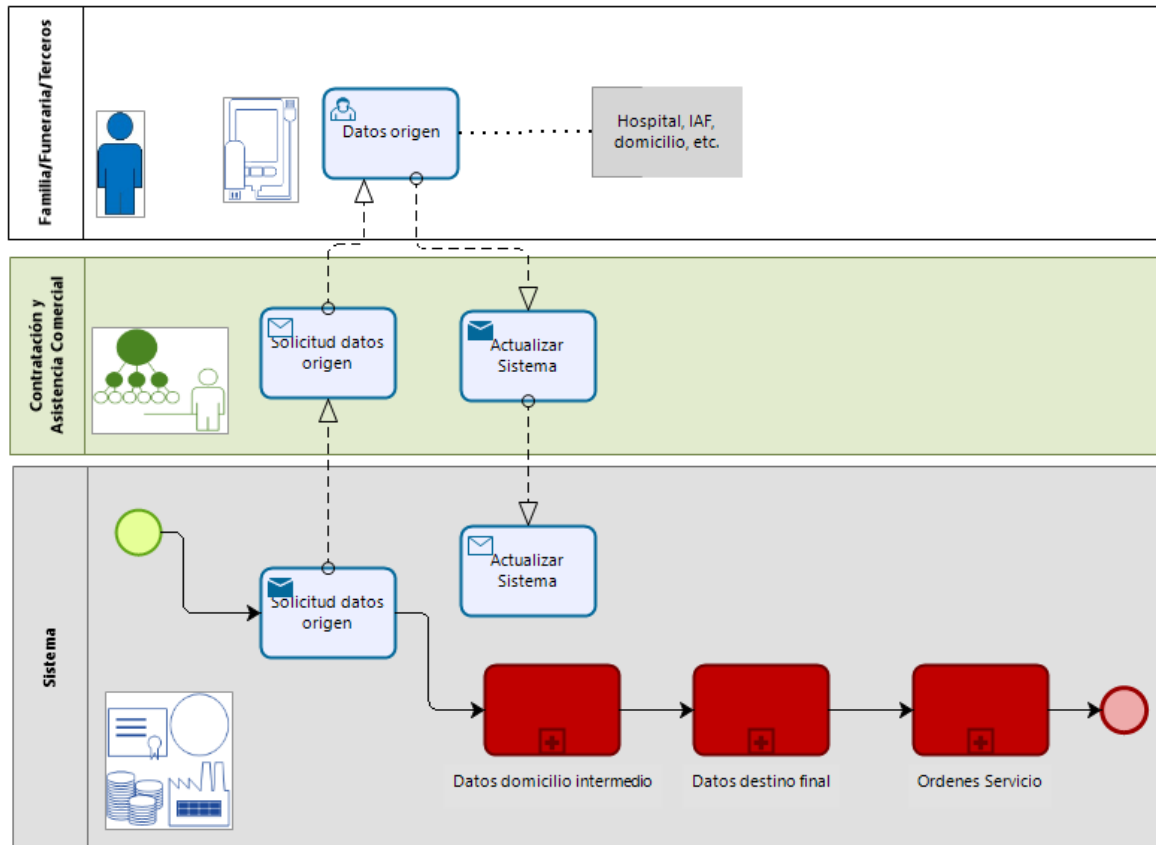 Familia/Funeraria/Terceros
Datos origen
Hospital, IAF,
domicilio, etc.
Contratación y
Asistencia Comercial
Solicitud datos
origen
Actualizar
Sistema
Sistema
Solicitud datos
origen
Actualizar
Sistema
Datos domicilio intermedio
Datos destino final
Ordenes Servicio